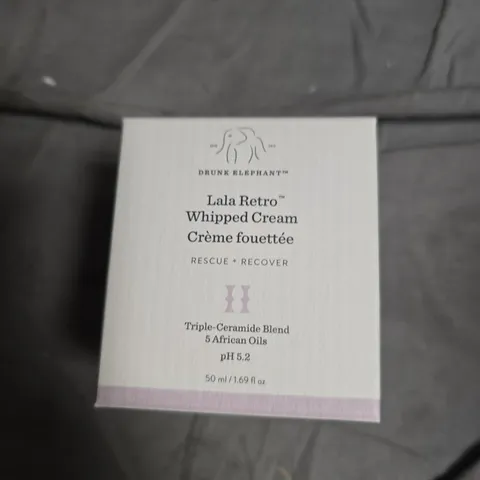 DRUNK ELEPHANT™
Lala Retro™
Whipped Cream
Crème fouettée
RESCUE + RECOVER
Triple-Ceramide Blend
5 African Oils
pH 5.2
50 ml / 1.69 fl oz